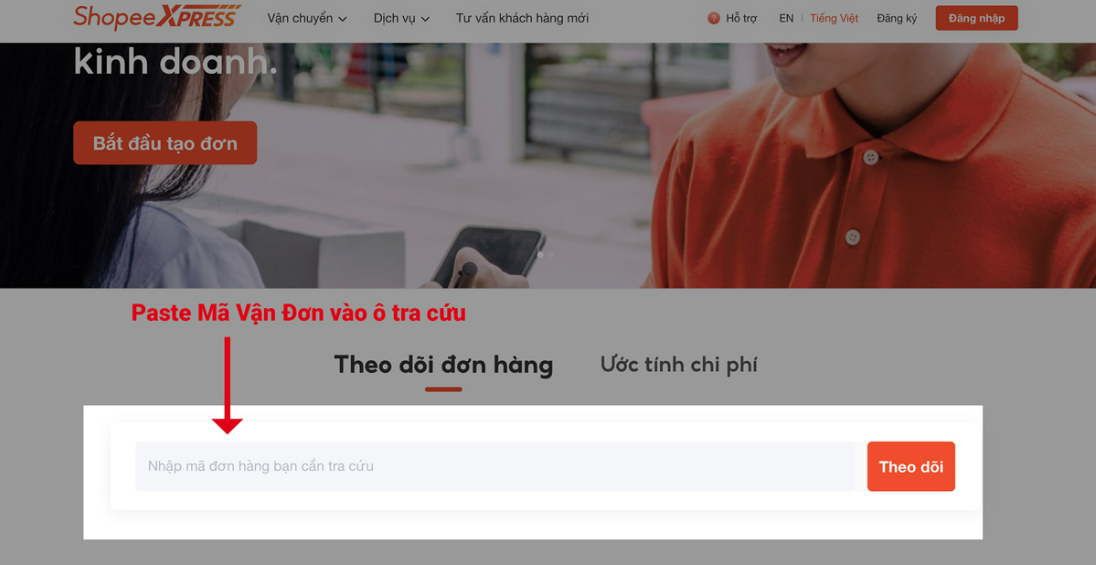 ShopeeXPRESS Vận chuyển Dịch vụ Tư vấn khách hàng mới Hỗ trợ EN Tiếng Việt Đăng ký Đăng nhập
kinh doanh.
Bắt đầu tạo đơn
Paste Mã Vận Đơn vào ô tra cứu
Theo dõi đơn hàng Ước tính chi phí
Nhập mã đơn hàng bạn cần tra cứu Theo dõi